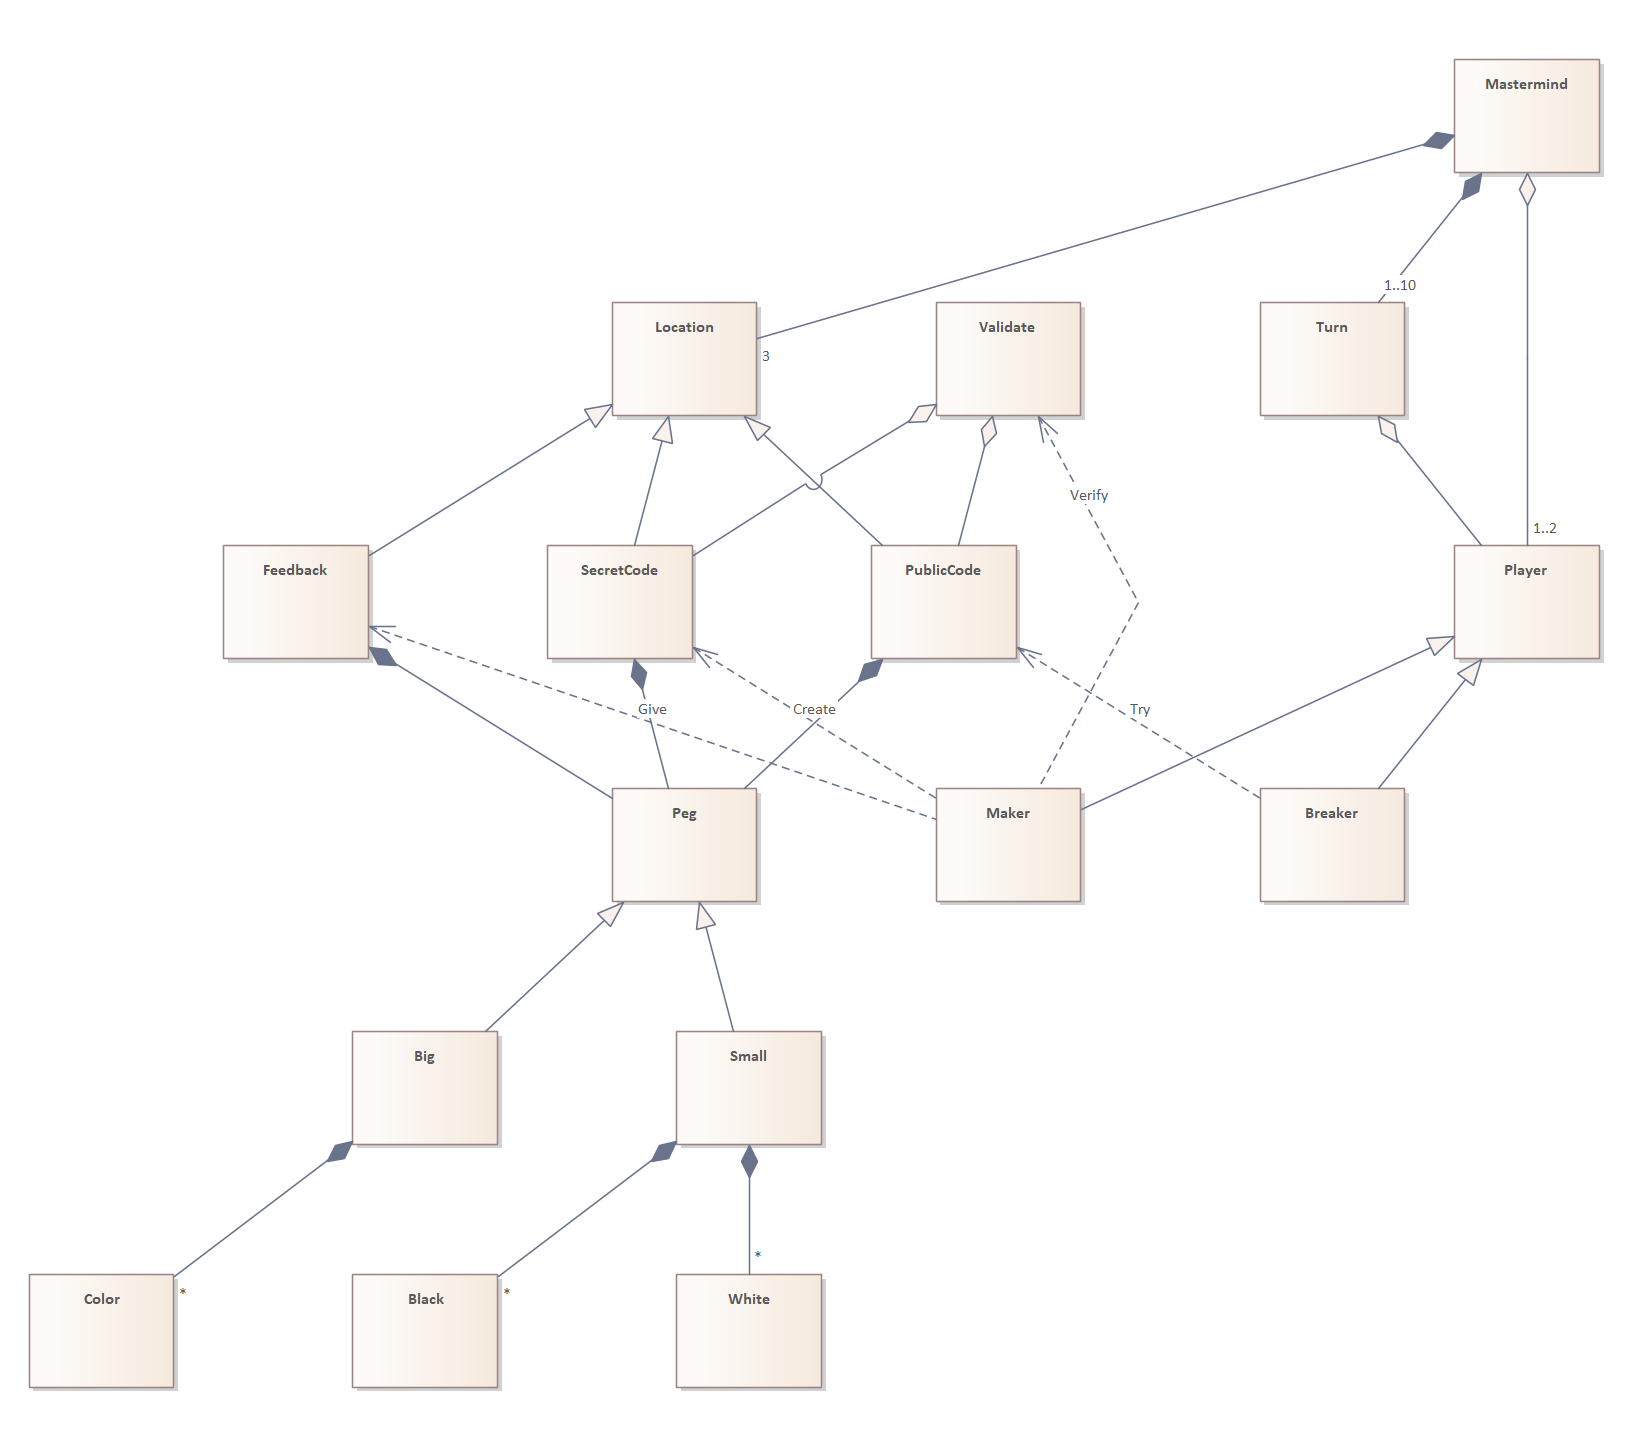 Mastermind
1..10
Location
Validate
Turn
3
Verify
1..2
Feedback
SecretCode
PublicCode
Player
Give
Create
Try
Peg
Maker
Breaker
Big
Small
*
Color
*
Black
*
White